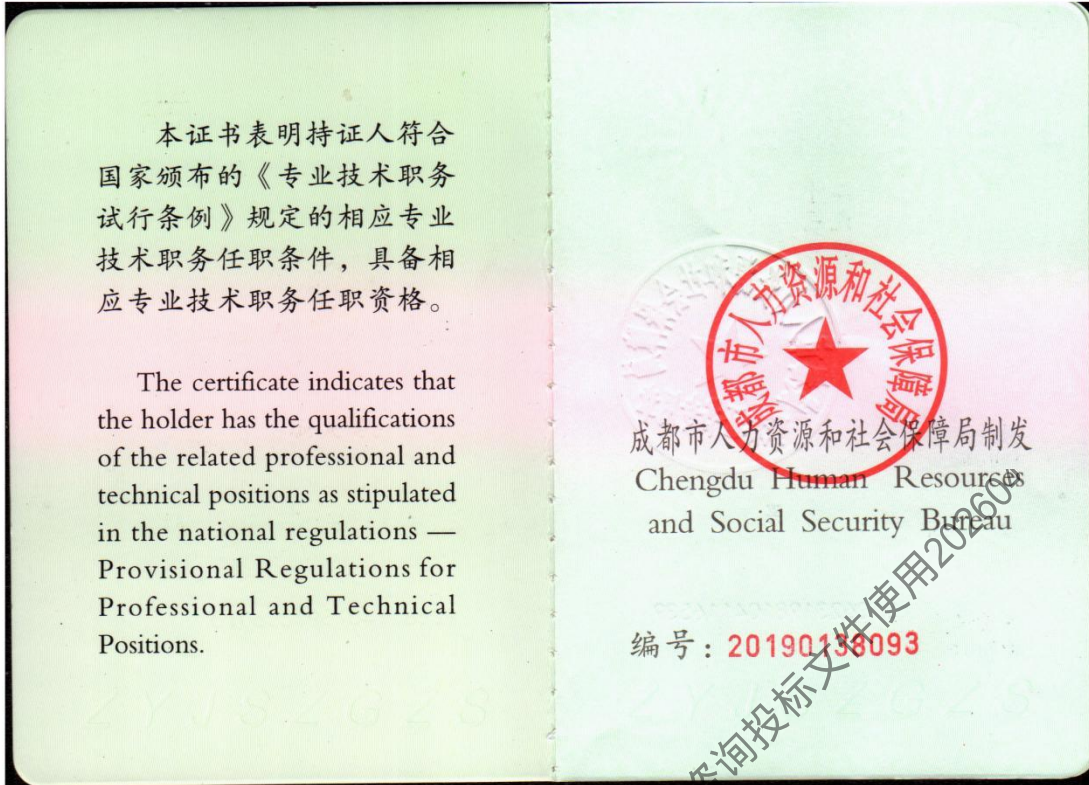 本证书表明持证人符合
国家颁布的《专业技术职务
试行条例》规定的相应专业
技术职务任职条件，具备相
应专业技术职务任职资格。
The certificate indicates that
the holder has the qualifications
of the related professional and
technical positions as stipulated
in the national regulations —
Provisional Regulations for
Professional and Technical
Positions.
ZYJSZGZS
成都市人力资源和社会保障局
成都市人力资源和社会保障局制发
Chengdu Human Resources
and Social Security Bureau
编号：20190138093
咨询投标文件使用202604